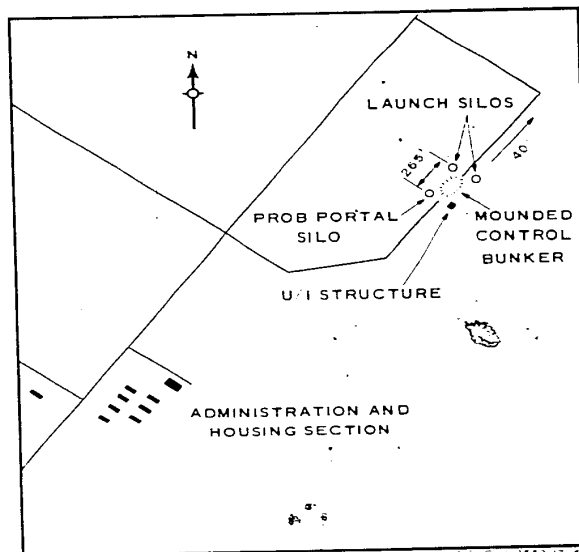 N
LAUNCH SILOS
40
265'
PROB PORTAL
SILO
MOUNDED
CONTROL
BUNKER
U/I STRUCTURE
ADMINISTRATION AND
HOUSING SECTION